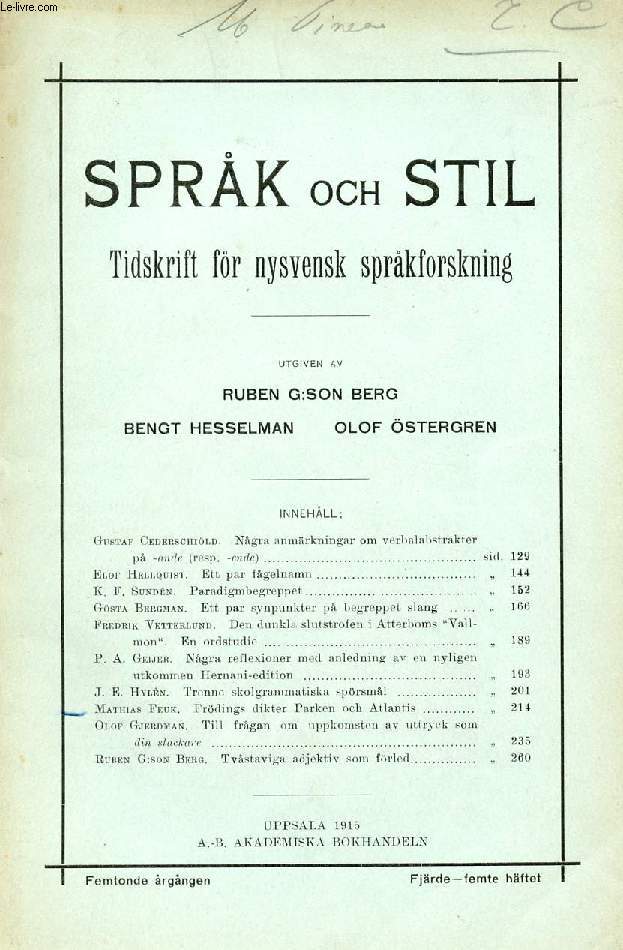 Le-livre.com
SPRÅK OCH STIL
Tidskrift för nysvensk språkforskning
UTGIVEN AV
RUBEN G:SON BERG
BENGT HESSELMAN OLOF ÖSTERGREN
INNEHÅLL:
GUSTAF CEDERSCHIÖLD. Några anmärkningar om verbalabstrakter
på -ande (resp. -ende) sid. 129
ELOF HELLQUIST. Ett par fågelnamn „ 144
K. F. SUNDÉN. Paradigmbegreppet „ 152
GÖSTA BERGMAN. Ett par synpunkter på begreppet slang „ 166
FREDRIK VETTERLUND. Den dunkla slutstrofen i Atterboms "Vall-
mon". En ordstudie „ 189
P. A. GEIJER. Några reflexioner med anledning av en nyligen
utkommen Hernani-edition „ 193
J. E. HYLÉN. Trenne skolgrammatiska spörsmål „ 201
MATHIAS FEUK. Frödings dikter Parken och Atlantis „ 214
OLOF GJERDMAN. Till frågan om uppkomsten av uttryck som
din stackare „ 235
RUBEN G:SON BERG. Tvåstaviga adjektiv som förled „ 260
UPPSALA 1915
A.-B. AKADEMISKA BOKHANDELN
Femtonde årgången Fjärde—femte häftet